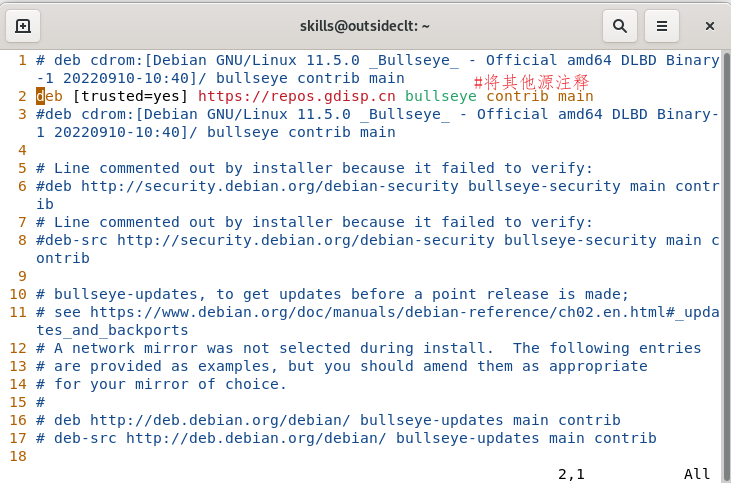 skills@outsideclt: ~
1 # deb cdrom:[Debian GNU/Linux 11.5.0 _Bullseye_ - Official amd64 DLBD Binary
-1 20220910-10:40]/ bullseye contrib main
#将其他源注释
2 deb [trusted=yes] https://repos.gdisp.cn bullseye contrib main
3 #deb cdrom:[Debian GNU/Linux 11.5.0 _Bullseye_ - Official amd64 DLBD Binary-
1 20220910-10:40]/ bullseye contrib main
4
5 # Line commented out by installer because it failed to verify:
6 #deb http://security.debian.org/debian-security bullseye-security main contr
ib
7 # Line commented out by installer because it failed to verify:
8 #deb-src http://security.debian.org/debian-security bullseye-security main c
ontrib
9
10 # bullseye-updates, to get updates before a point release is made;
11 # see https://www.debian.org/doc/manuals/debian-reference/ch02.en.html#_upda
tes_and_backports
12 # A network mirror was not selected during install.  The following entries
13 # are provided as examples, but you should amend them as appropriate
14 # for your mirror of choice.
15 #
16 # deb http://deb.debian.org/debian/ bullseye-updates main contrib
17 # deb-src http://deb.debian.org/debian/ bullseye-updates main contrib
18
2,1 All